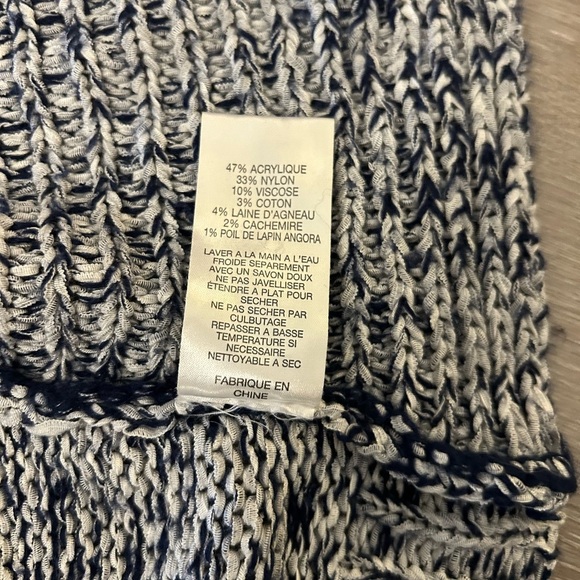 47% ACRYLIQUE
33% NYLON
10% VISCOSE
3% COTON
4% LAINE D'AGNEAU
2% CACHEMIRE
1% POIL DE LAPIN ANGORA
LAVER A LA MAIN A L'EAU
FROIDE SEPAREMENT
AVEC UN SAVON DOUX
NE PAS JAVELLISER
ÉTENDRE A PLAT POUR
SECHER
NE PAS SECHER PAR
CULBUTAGE
REPASSER A BASSE
TEMPERATURE SI
NECESSAIRE
NETTOYABLE A SEC
FABRIQUE EN
CHINE